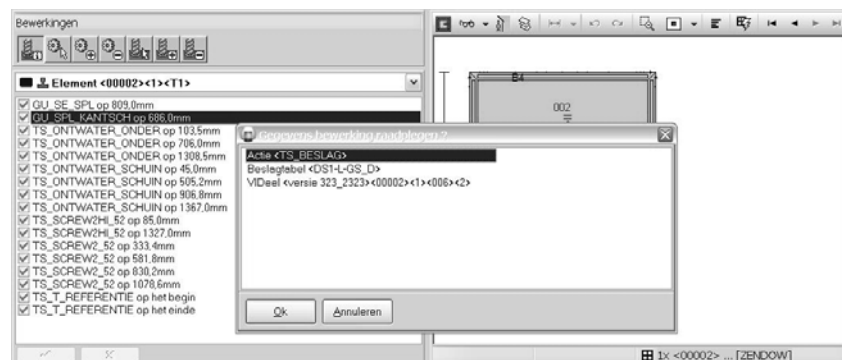 Bewerkingen
Element <00002><1><T1>
GU_SE_SPL op 809,0mm
GU_SPL_KANTSCH op 686,0mm
TS_ONTWATER_ONDER op 103,5mm
TS_ONTWATER_ONDER op 706,0mm
TS_ONTWATER_ONDER op 1308,5mm
TS_ONTWATER_SCHUIN op 45,0mm
TS_ONTWATER_SCHUIN op 505,2mm
TS_ONTWATER_SCHUIN op 906,8mm
TS_ONTWATER_SCHUIN op 1367,0mm
TS_SCREW2HI_52 op 85,0mm
TS_SCREW2HI_52 op 1327,0mm
TS_SCREW2_52 op 333,4mm
TS_SCREW2_52 op 581,8mm
TS_SCREW2_52 op 830,2mm
TS_SCREW2_52 op 1078,6mm
TS_T_REFERENTIE op het begin
TS_T_REFERENTIE op het einde
B4
002
Gegevens bewerking raadplegen ?
Actie <TS_BESLAG>
Beslagtabel <DS1-L-GS_D>
VIDeel <versie 323_2323><00002><1><006><2>
Ok
Annuleren
1x <00002> ... [ZENDOW]